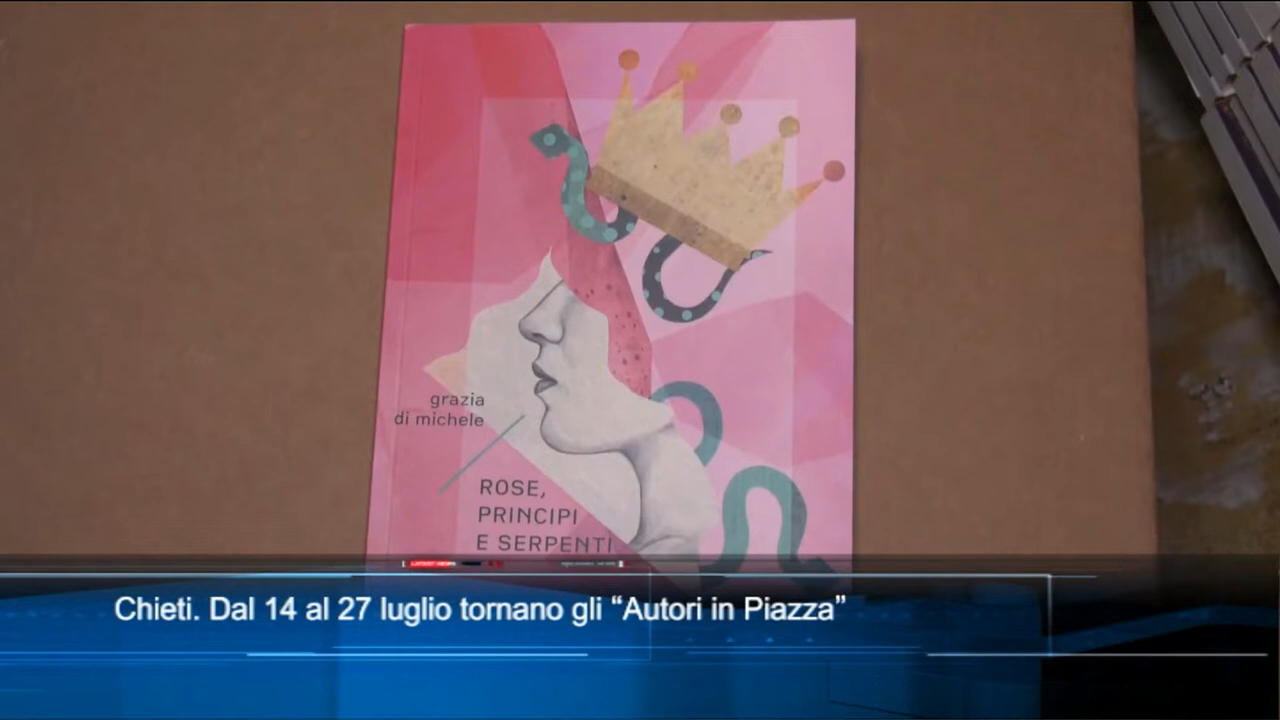 grazia
di michele
ROSE,
PRINCIPI
E SERPENTI
Chieti. Dal 14 al 27 luglio tornano gli “Autori in Piazza”